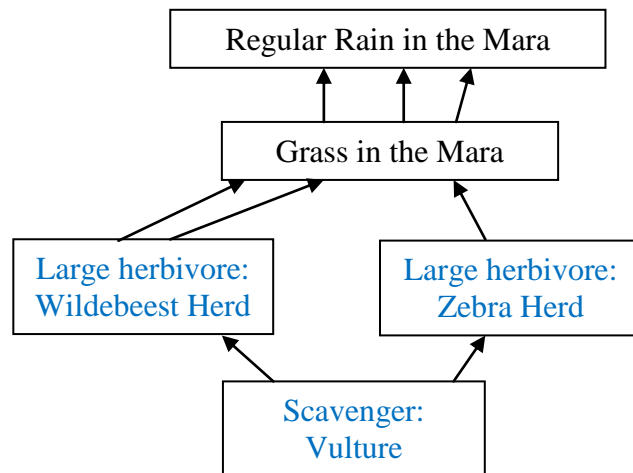 Regular Rain in the Mara
Grass in the Mara
Large herbivore:
Wildebeest Herd
Large herbivore:
Zebra Herd
Scavenger:
Vulture